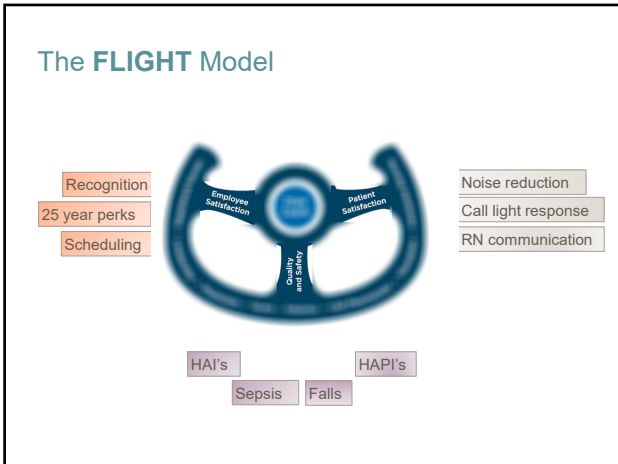 The FLIGHT Model
Recognition
25 year perks
Scheduling
Employee
Satisfaction
Patient
Satisfaction
Quality
and Safety
Noise reduction
Call light response
RN communication
HAI's
HAPI's
Sepsis
Falls